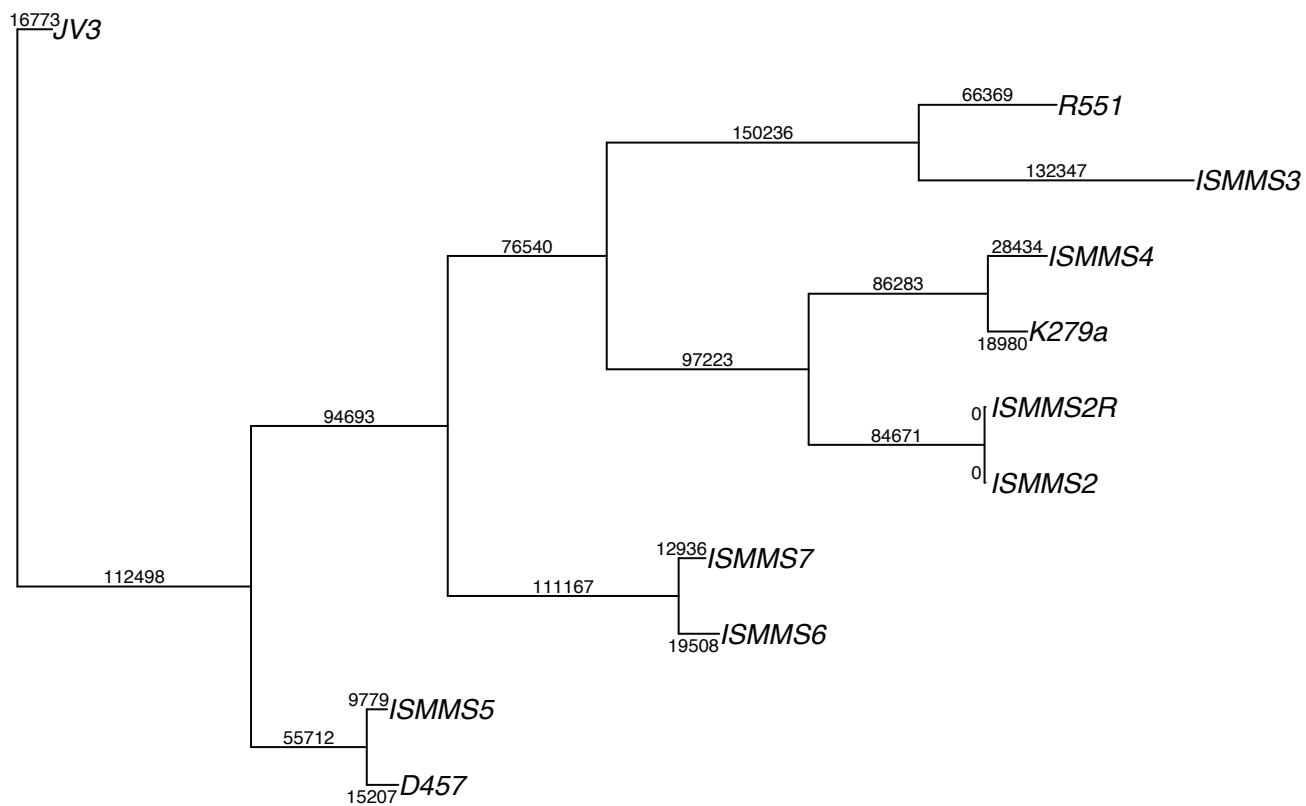 16773 JV3
66369 R551
150236
132347 ISMMS3
76540
28434 ISMMS4
86283
18980 K279a
97223
0 ISMMS2R
94693
84671
0 ISMMS2
12936 ISMMS7
112498
111167
19508 ISMMS6
9779 ISMMS5
55712
15207 D457